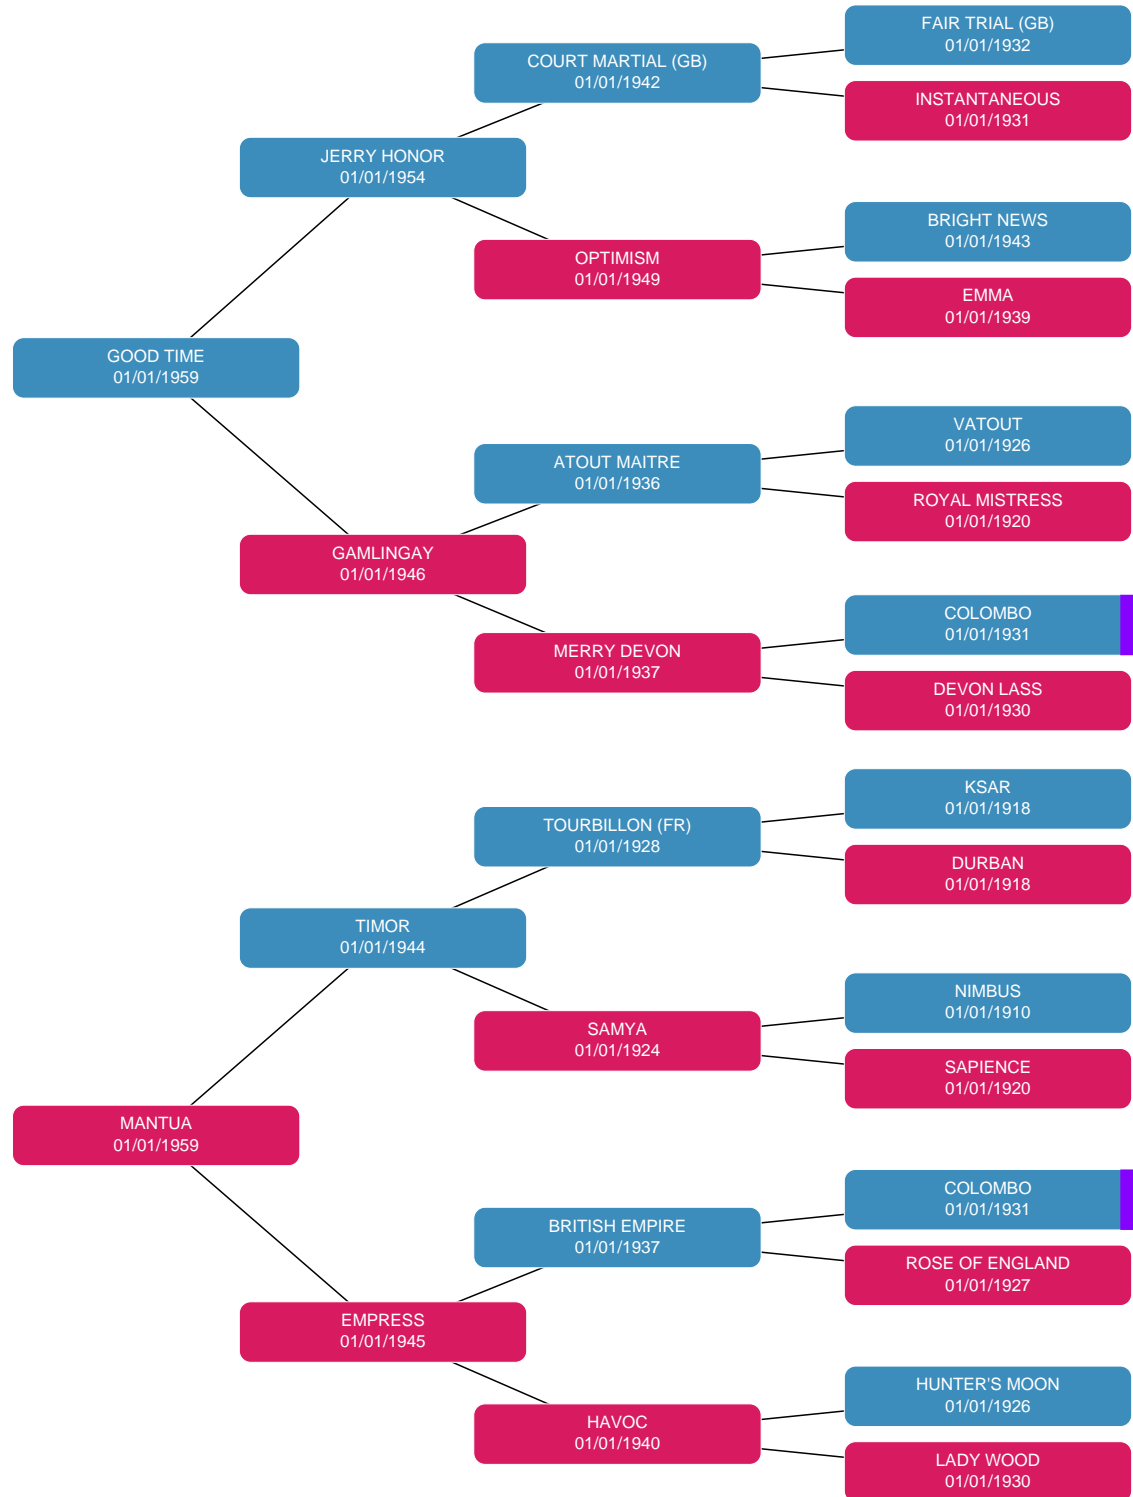 FAIR TRIAL (GB)
01/01/1932
COURT MARTIAL (GB)
01/01/1942
INSTANTANEOUS
01/01/1931
JERRY HONOR
01/01/1954
BRIGHT NEWS
01/01/1943
OPTIMISM
01/01/1949
EMMA
01/01/1939
GOOD TIME
01/01/1959
VATOUT
01/01/1926
ATOUT MAITRE
01/01/1936
ROYAL MISTRESS
01/01/1920
GAMLINGAY
01/01/1946
COLOMBO
01/01/1931
MERRY DEVON
01/01/1937
DEVON LASS
01/01/1930
KSAR
01/01/1918
TOURBILLON (FR)
01/01/1928
DURBAN
01/01/1918
TIMOR
01/01/1944
NIMBUS
01/01/1910
SAMYA
01/01/1924
SAPIENCE
01/01/1920
MANTUA
01/01/1959
COLOMBO
01/01/1931
BRITISH EMPIRE
01/01/1937
ROSE OF ENGLAND
01/01/1927
EMPRESS
01/01/1945
HUNTER'S MOON
01/01/1926
HAVOC
01/01/1940
LADY WOOD
01/01/1930